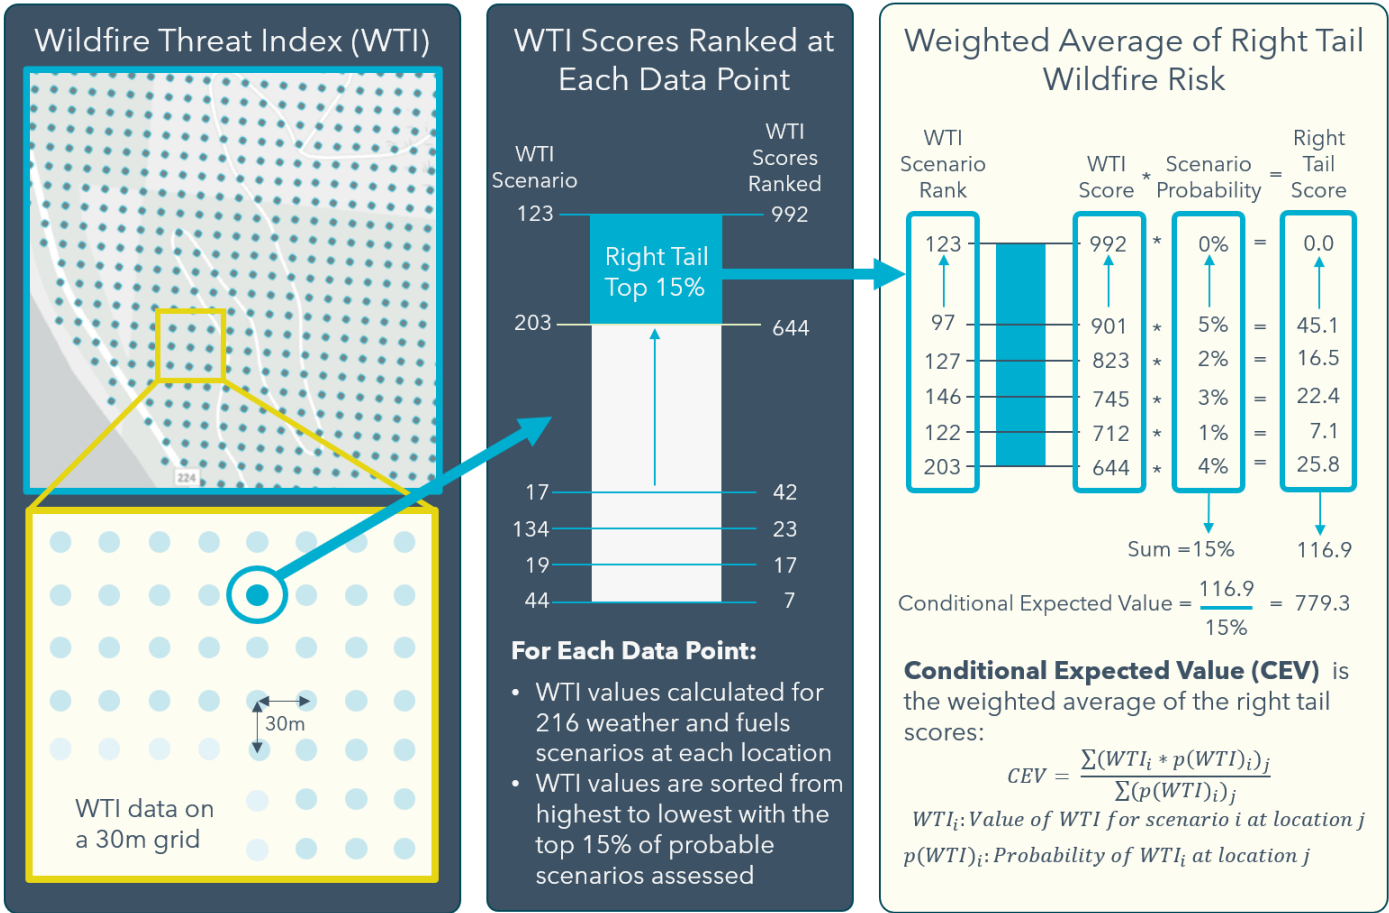 Wildfire Threat Index (WTI)
224
30m
WTI data on
a 30m grid
WTI Scores Ranked at
Each Data Point
WTI
Scenario
WTI
Scores
Ranked
123
992
Right Tail
Top 15%
203
644
17
42
134
23
19
17
44
7
For Each Data Point:
• WTI values calculated for
216 weather and fuels
scenarios at each location
• WTI values are sorted from
highest to lowest with the
top 15% of probable
scenarios assessed
Weighted Average of Right Tail
Wildfire Risk
WTI
Scenario
Rank
WTI
Score
*
Scenario
Probability
=
Right
Tail
Score
123 992 * 0% = 0.0
97 901 * 5% = 45.1
127 823 * 2% = 16.5
146 745 * 3% = 22.4
122 712 * 1% = 7.1
203 644 * 4% = 25.8
Sum =15% 116.9
Conditional Expected Value = 116.9 / 15% = 779.3
Conditional Expected Value (CEV) is
the weighted average of the right tail
scores:
CEV = ∑(WTIᵢ * p(WTI)ᵢ)ⱼ / ∑(p(WTI)ᵢ)ⱼ
WTIᵢ: Value of WTI for scenario i at location j
p(WTI)ᵢ: Probability of WTIᵢ at location j